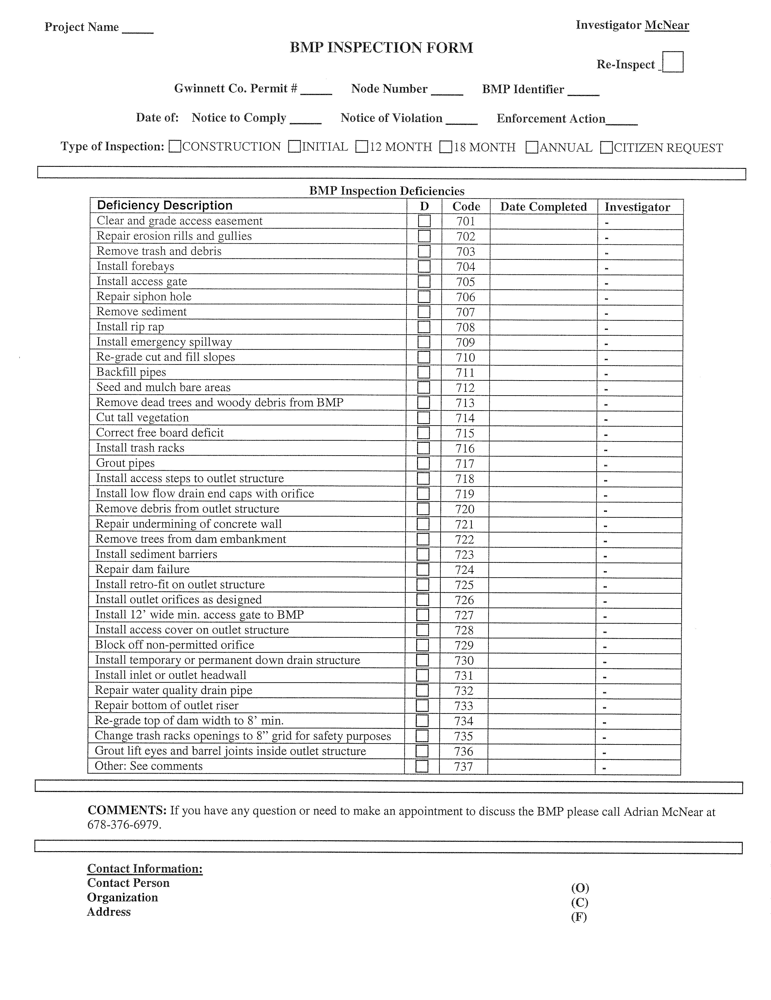 Project Name _____ Investigator McNear
BMP INSPECTION FORM
Re-Inspect _
Gwinnett Co. Permit # _____ Node Number _____ BMP Identifier _____
Date of: Notice to Comply _____ Notice of Violation _____ Enforcement Action_____
Type of Inspection: ☐CONSTRUCTION ☐INITIAL ☐12 MONTH ☐18 MONTH ☐ANNUAL ☐CITIZEN REQUEST
BMP Inspection Deficiencies
Deficiency Description D Code Date Completed Investigator
Clear and grade access easement ☐ 701 -
Repair erosion rills and gullies ☐ 702 -
Remove trash and debris ☐ 703 -
Install forebays ☐ 704 -
Install access gate ☐ 705 -
Repair siphon hole ☐ 706 -
Remove sediment ☐ 707 -
Install rip rap ☐ 708 -
Install emergency spillway ☐ 709 -
Re-grade cut and fill slopes ☐ 710 -
Backfill pipes ☐ 711 -
Seed and mulch bare areas ☐ 712 -
Remove dead trees and woody debris from BMP ☐ 713 -
Cut tall vegetation ☐ 714 -
Correct free board deficit ☐ 715 -
Install trash racks ☐ 716 -
Grout pipes ☐ 717 -
Install access steps to outlet structure ☐ 718 -
Install low flow drain end caps with orifice ☐ 719 -
Remove debris from outlet structure ☐ 720 -
Repair undermining of concrete wall ☐ 721 -
Remove trees from dam embankment ☐ 722 -
Install sediment barriers ☐ 723 -
Repair dam failure ☐ 724 -
Install retro-fit on outlet structure ☐ 725 -
Install outlet orifices as designed ☐ 726 -
Install 12’ wide min. access gate to BMP ☐ 727 -
Install access cover on outlet structure ☐ 728 -
Block off non-permitted orifice ☐ 729 -
Install temporary or permanent down drain structure ☐ 730 -
Install inlet or outlet headwall ☐ 731 -
Repair water quality drain pipe ☐ 732 -
Repair bottom of outlet riser ☐ 733 -
Re-grade top of dam width to 8’ min. ☐ 734 -
Change trash racks openings to 8” grid for safety purposes ☐ 735 -
Grout lift eyes and barrel joints inside outlet structure ☐ 736 -
Other: See comments ☐ 737 -
COMMENTS: If you have any question or need to make an appointment to discuss the BMP please call Adrian McNear at
678-376-6979.
Contact Information:
Contact Person (O)
Organization (C)
Address (F)